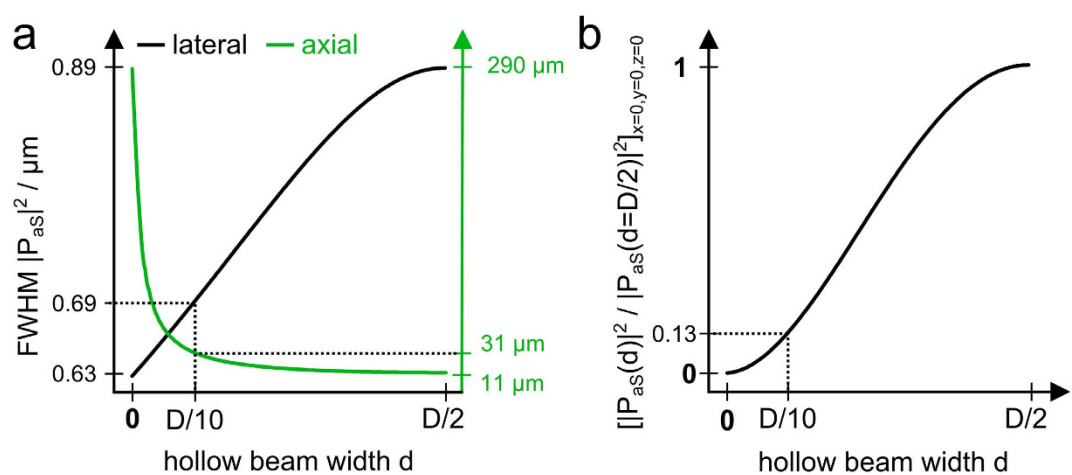 a
lateral
axial
FWHM |P_aS|² / µm
0.89
0.69
0.63
290 µm
31 µm
11 µm
0
D/10
D/2
hollow beam width d
b
[|P_aS(d)|² / |P_aS(d=D/2)|²]_x=0,y=0,z=0
1
0.13
0
0
D/10
D/2
hollow beam width d